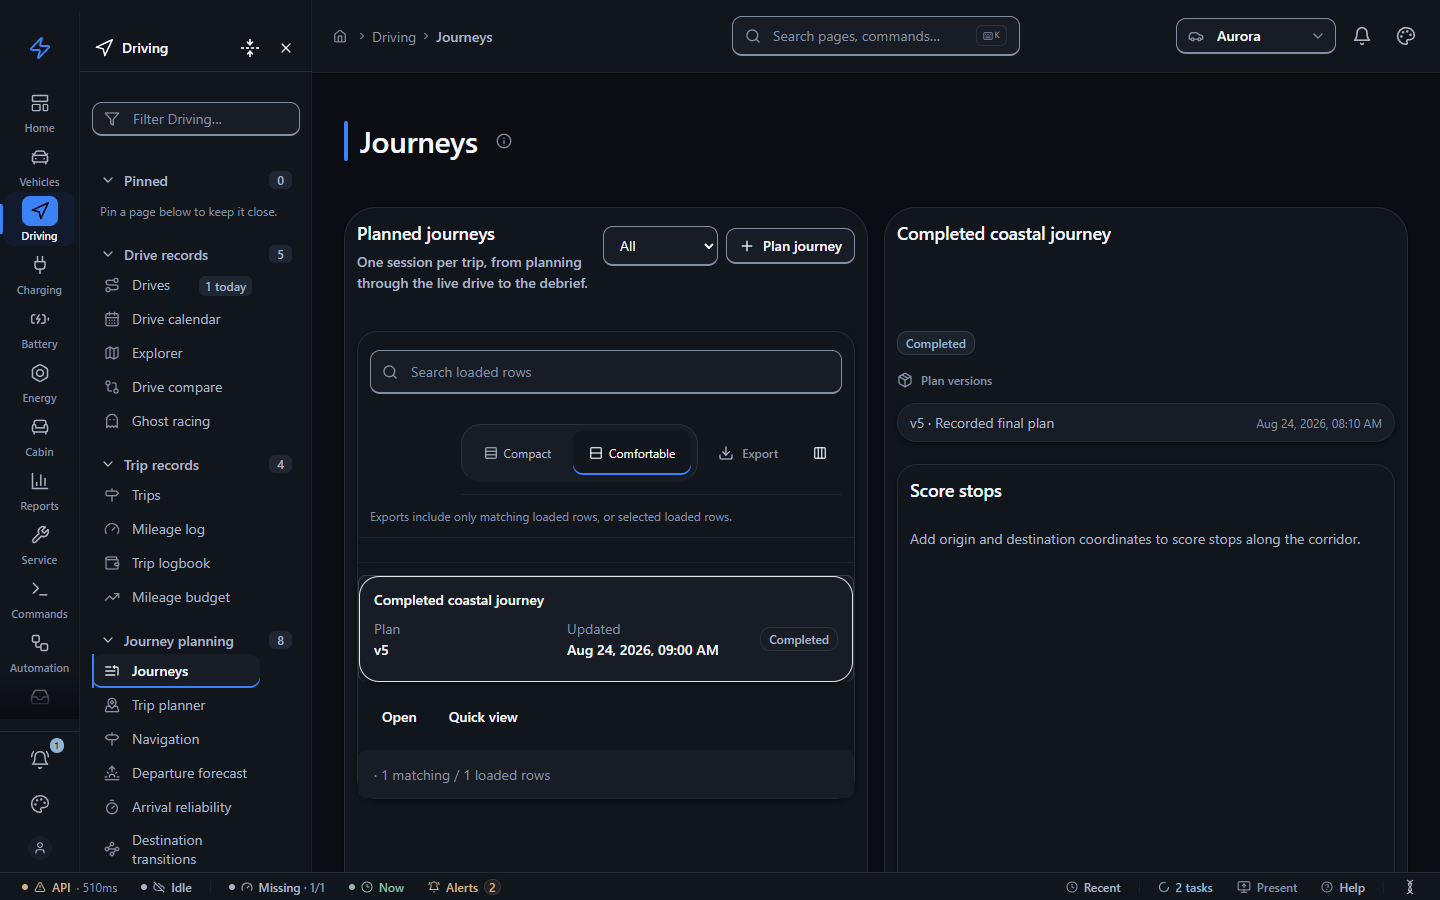 Driving
Driving
Journeys
Search pages, commands...
K
Aurora
Home
Vehicles
Driving
Charging
Battery
Energy
Cabin
Reports
Service
Commands
Automation
1
Filter Driving...
Pinned
0
Pin a page below to keep it close.
Drive records
5
Drives
1 today
Drive calendar
Explorer
Drive compare
Ghost racing
Trip records
4
Trips
Mileage log
Trip logbook
Mileage budget
Journey planning
8
Journeys
Trip planner
Navigation
Departure forecast
Arrival reliability
Destination
transitions
Journeys
Planned journeys
One session per trip, from planning
through the live drive to the debrief.
All
Plan journey
Search loaded rows
Compact
Comfortable
Export
Exports include only matching loaded rows, or selected loaded rows.
Completed coastal journey
Plan
v5
Updated
Aug 24, 2026, 09:00 AM
Completed
Open
Quick view
· 1 matching / 1 loaded rows
Completed coastal journey
Completed
Plan versions
v5 · Recorded final plan
Aug 24, 2026, 08:10 AM
Score stops
Add origin and destination coordinates to score stops along the corridor.
API · 510ms
Idle
Missing · 1/1
Now
Alerts 2
Recent
2 tasks
Present
Help